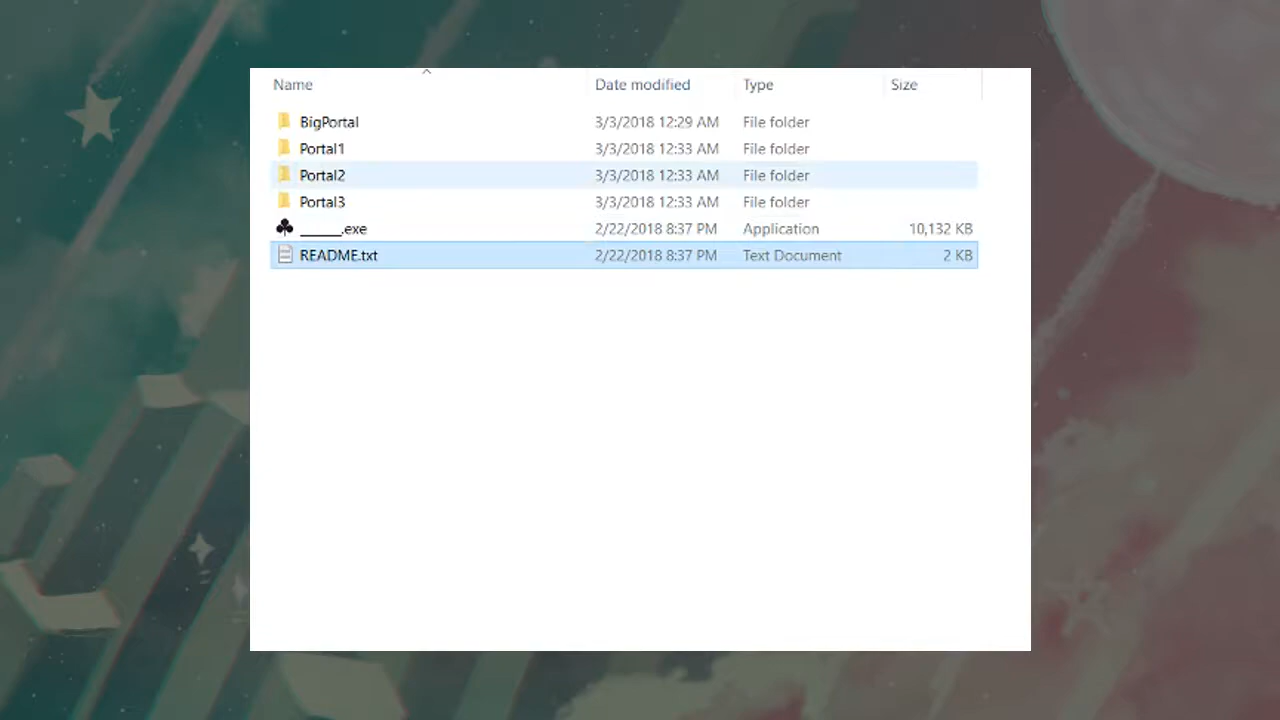 Name Date modified Type Size
BigPortal 3/3/2018 12:29 AM File folder
Portal1 3/3/2018 12:33 AM File folder
Portal2 3/3/2018 12:33 AM File folder
Portal3 3/3/2018 12:33 AM File folder
______.exe 2/22/2018 8:37 PM Application 10,132 KB
README.txt 2/22/2018 8:37 PM Text Document 2 KB